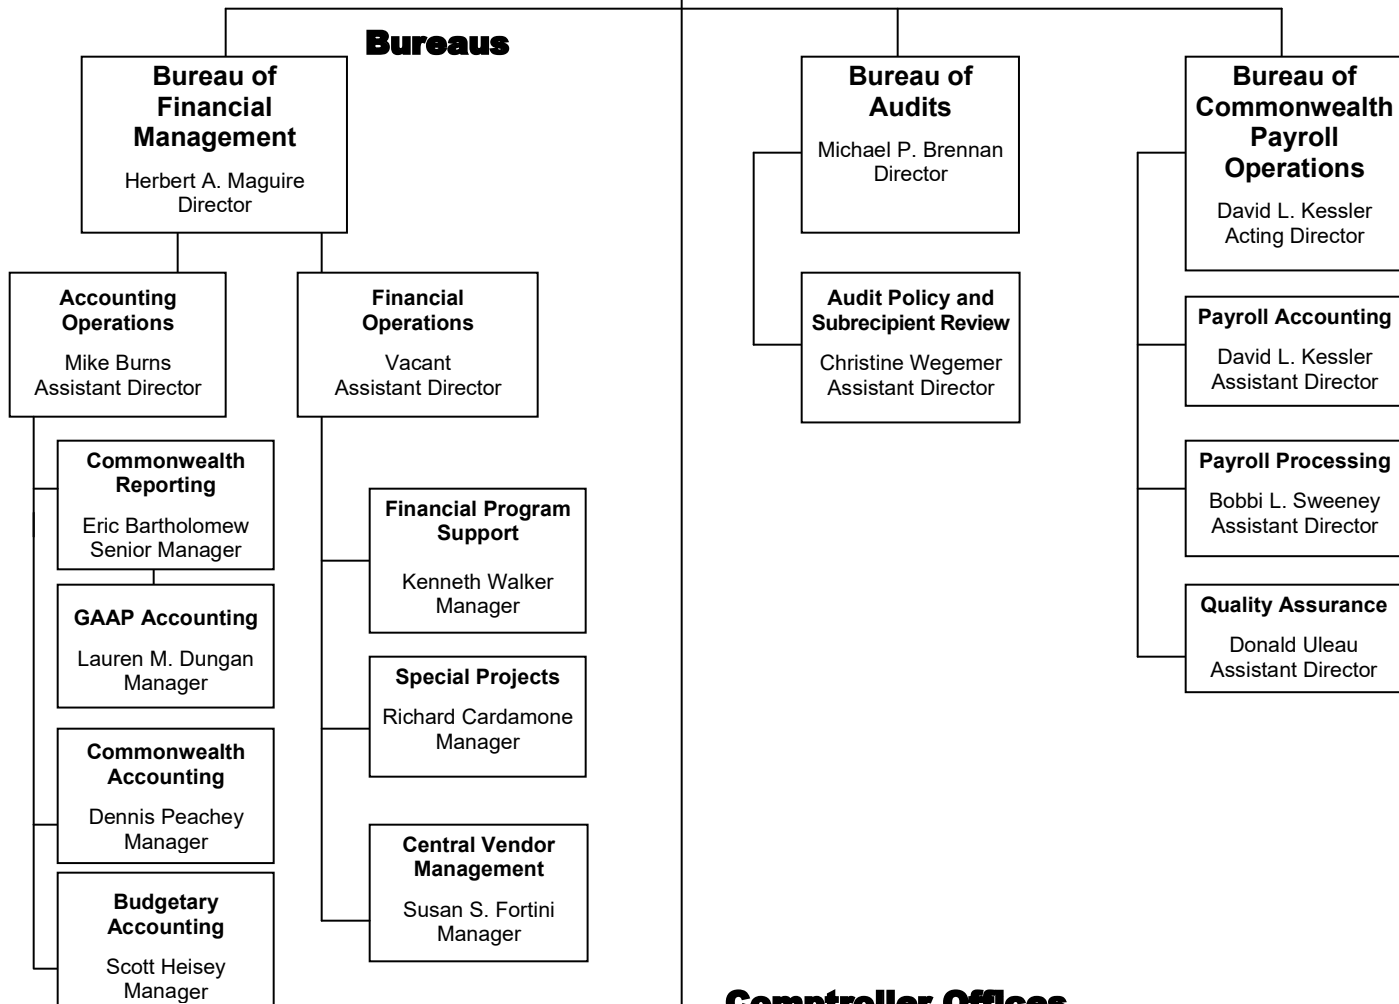 Bureaus
Bureau of
Financial
Management
Herbert A. Maguire
Director
Accounting
Operations
Mike Burns
Assistant Director
Commonwealth
Reporting
Eric Bartholomew
Senior Manager
GAAP Accounting
Lauren M. Dungan
Manager
Commonwealth
Accounting
Dennis Peachey
Manager
Budgetary
Accounting
Scott Heisey
Manager
Financial
Operations
Vacant
Assistant Director
Financial Program
Support
Kenneth Walker
Manager
Special Projects
Richard Cardamone
Manager
Central Vendor
Management
Susan S. Fortini
Manager
Bureau of
Audits
Michael P. Brennan
Director
Audit Policy and
Subrecipient Review
Christine Wegemer
Assistant Director
Bureau of
Commonwealth
Payroll
Operations
David L. Kessler
Acting Director
Payroll Accounting
David L. Kessler
Assistant Director
Payroll Processing
Bobbi L. Sweeney
Assistant Director
Quality Assurance
Donald Uleau
Assistant Director
Comptroller Offices